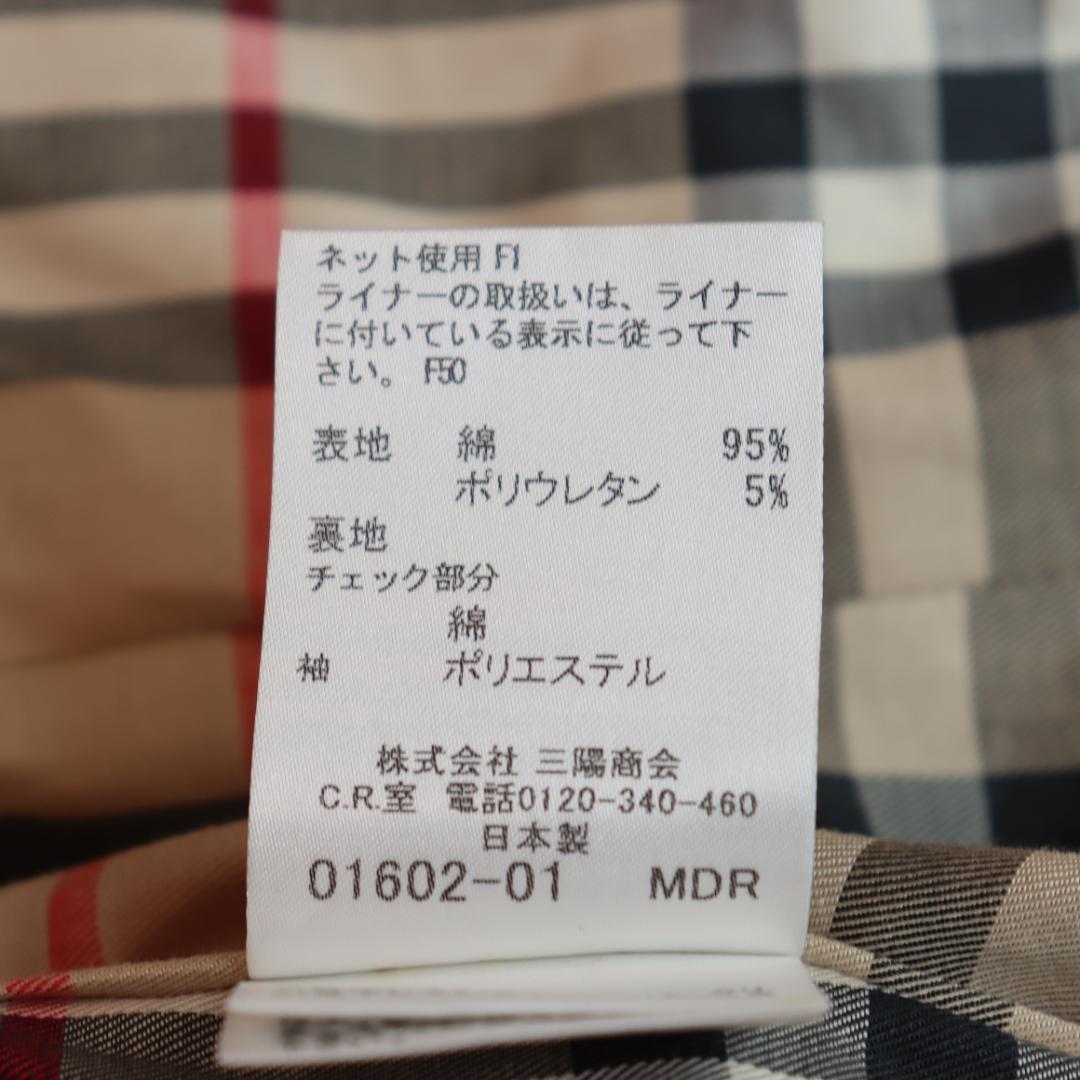 ネット使用 F1
ライナーの取扱いは、ライナー
に付いている表示に従って下
さい。 F50
表地 綿 95%
ポリウレタン 5%
裏地
チェック部分
綿
袖 ポリエステル
株式会社 三陽商会
C.R.室 電話0120-340-460
日本製
01602-01 MDR